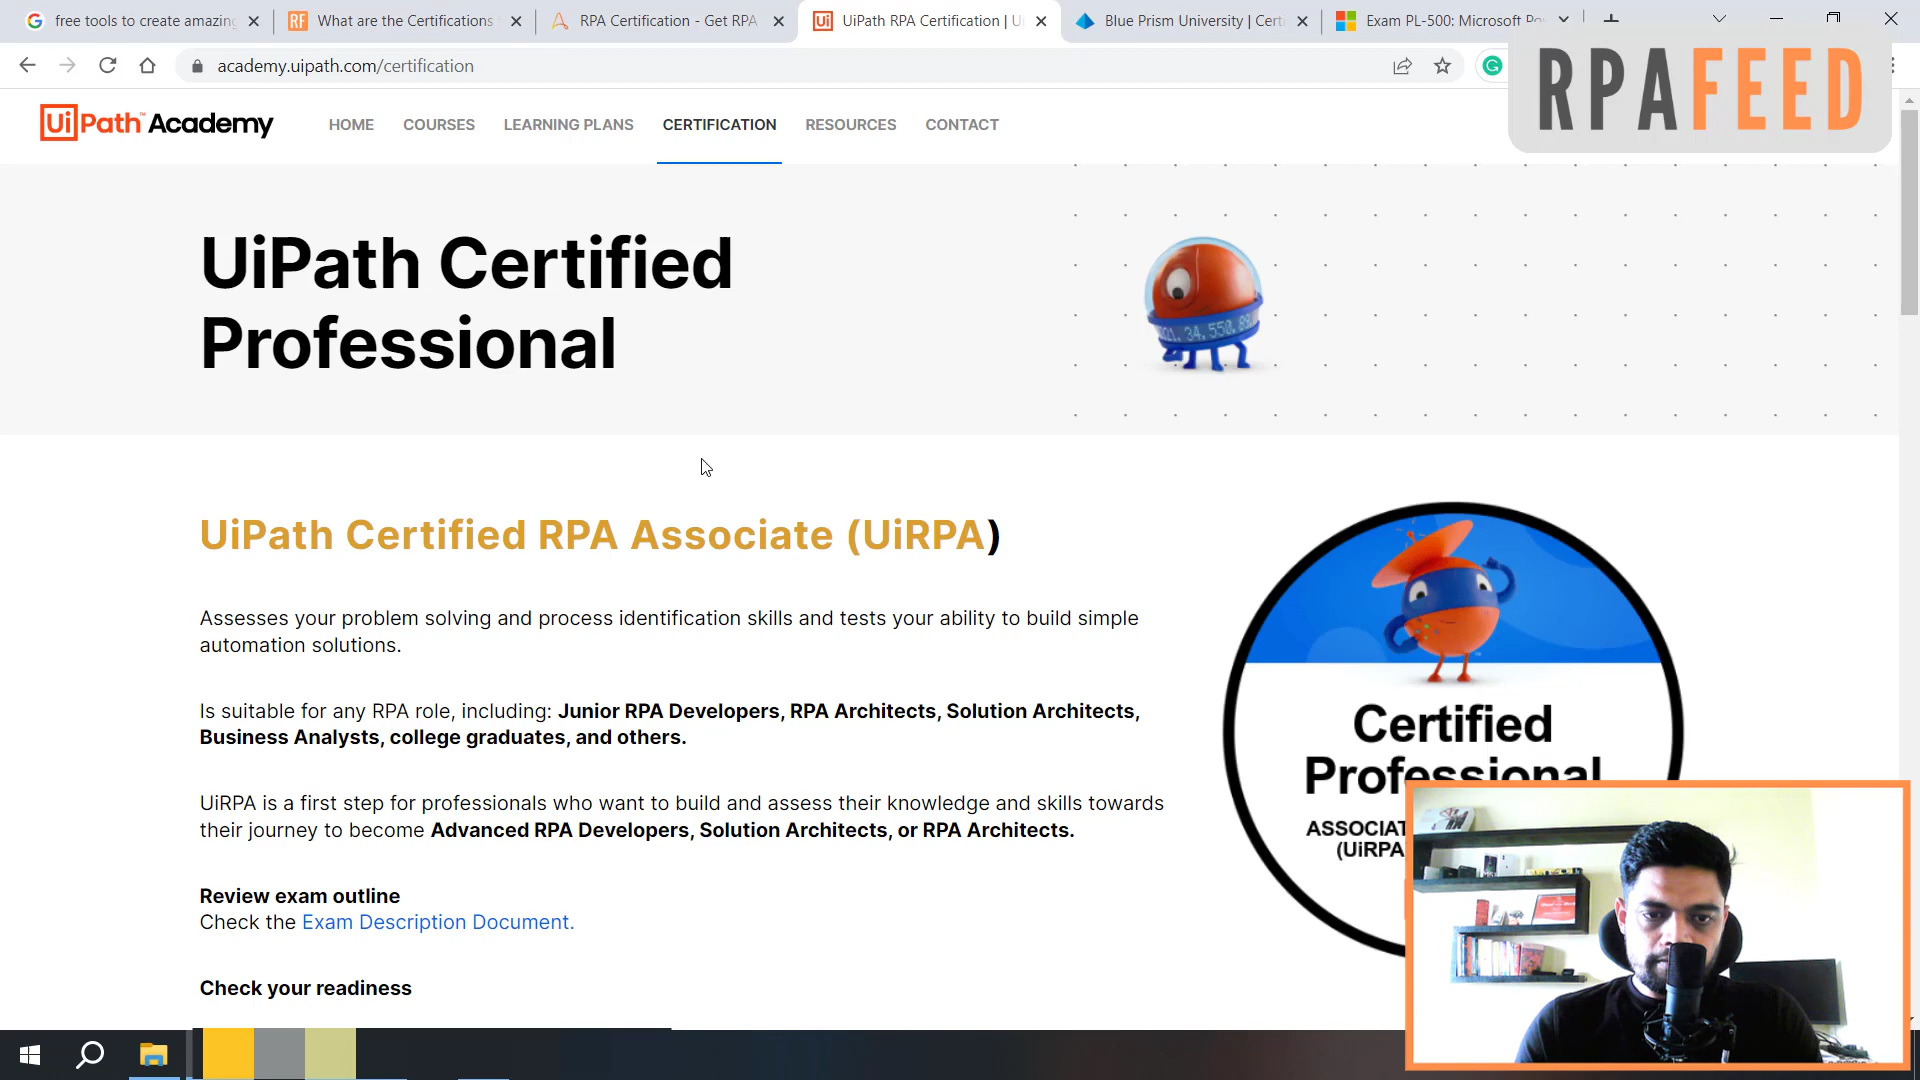 free tools to create amazing
What are the Certifications
RPA Certification - Get RPA
UiPath RPA Certification | Ui
Blue Prism University | Certi
Exam PL-500: Microsoft Po
academy.uipath.com/certification
RPAFEED
UiPath Academy
HOME
COURSES
LEARNING PLANS
CERTIFICATION
RESOURCES
CONTACT
UiPath Certified
Professional
UiPath Certified RPA Associate (UiRPA)
Assesses your problem solving and process identification skills and tests your ability to build simple
automation solutions.
Is suitable for any RPA role, including: Junior RPA Developers, RPA Architects, Solution Architects,
Business Analysts, college graduates, and others.
UiRPA is a first step for professionals who want to build and assess their knowledge and skills towards
their journey to become Advanced RPA Developers, Solution Architects, or RPA Architects.
Review exam outline
Check the Exam Description Document.
Check your readiness
Certified
Professional
ASSOCIAT
(UiRPA